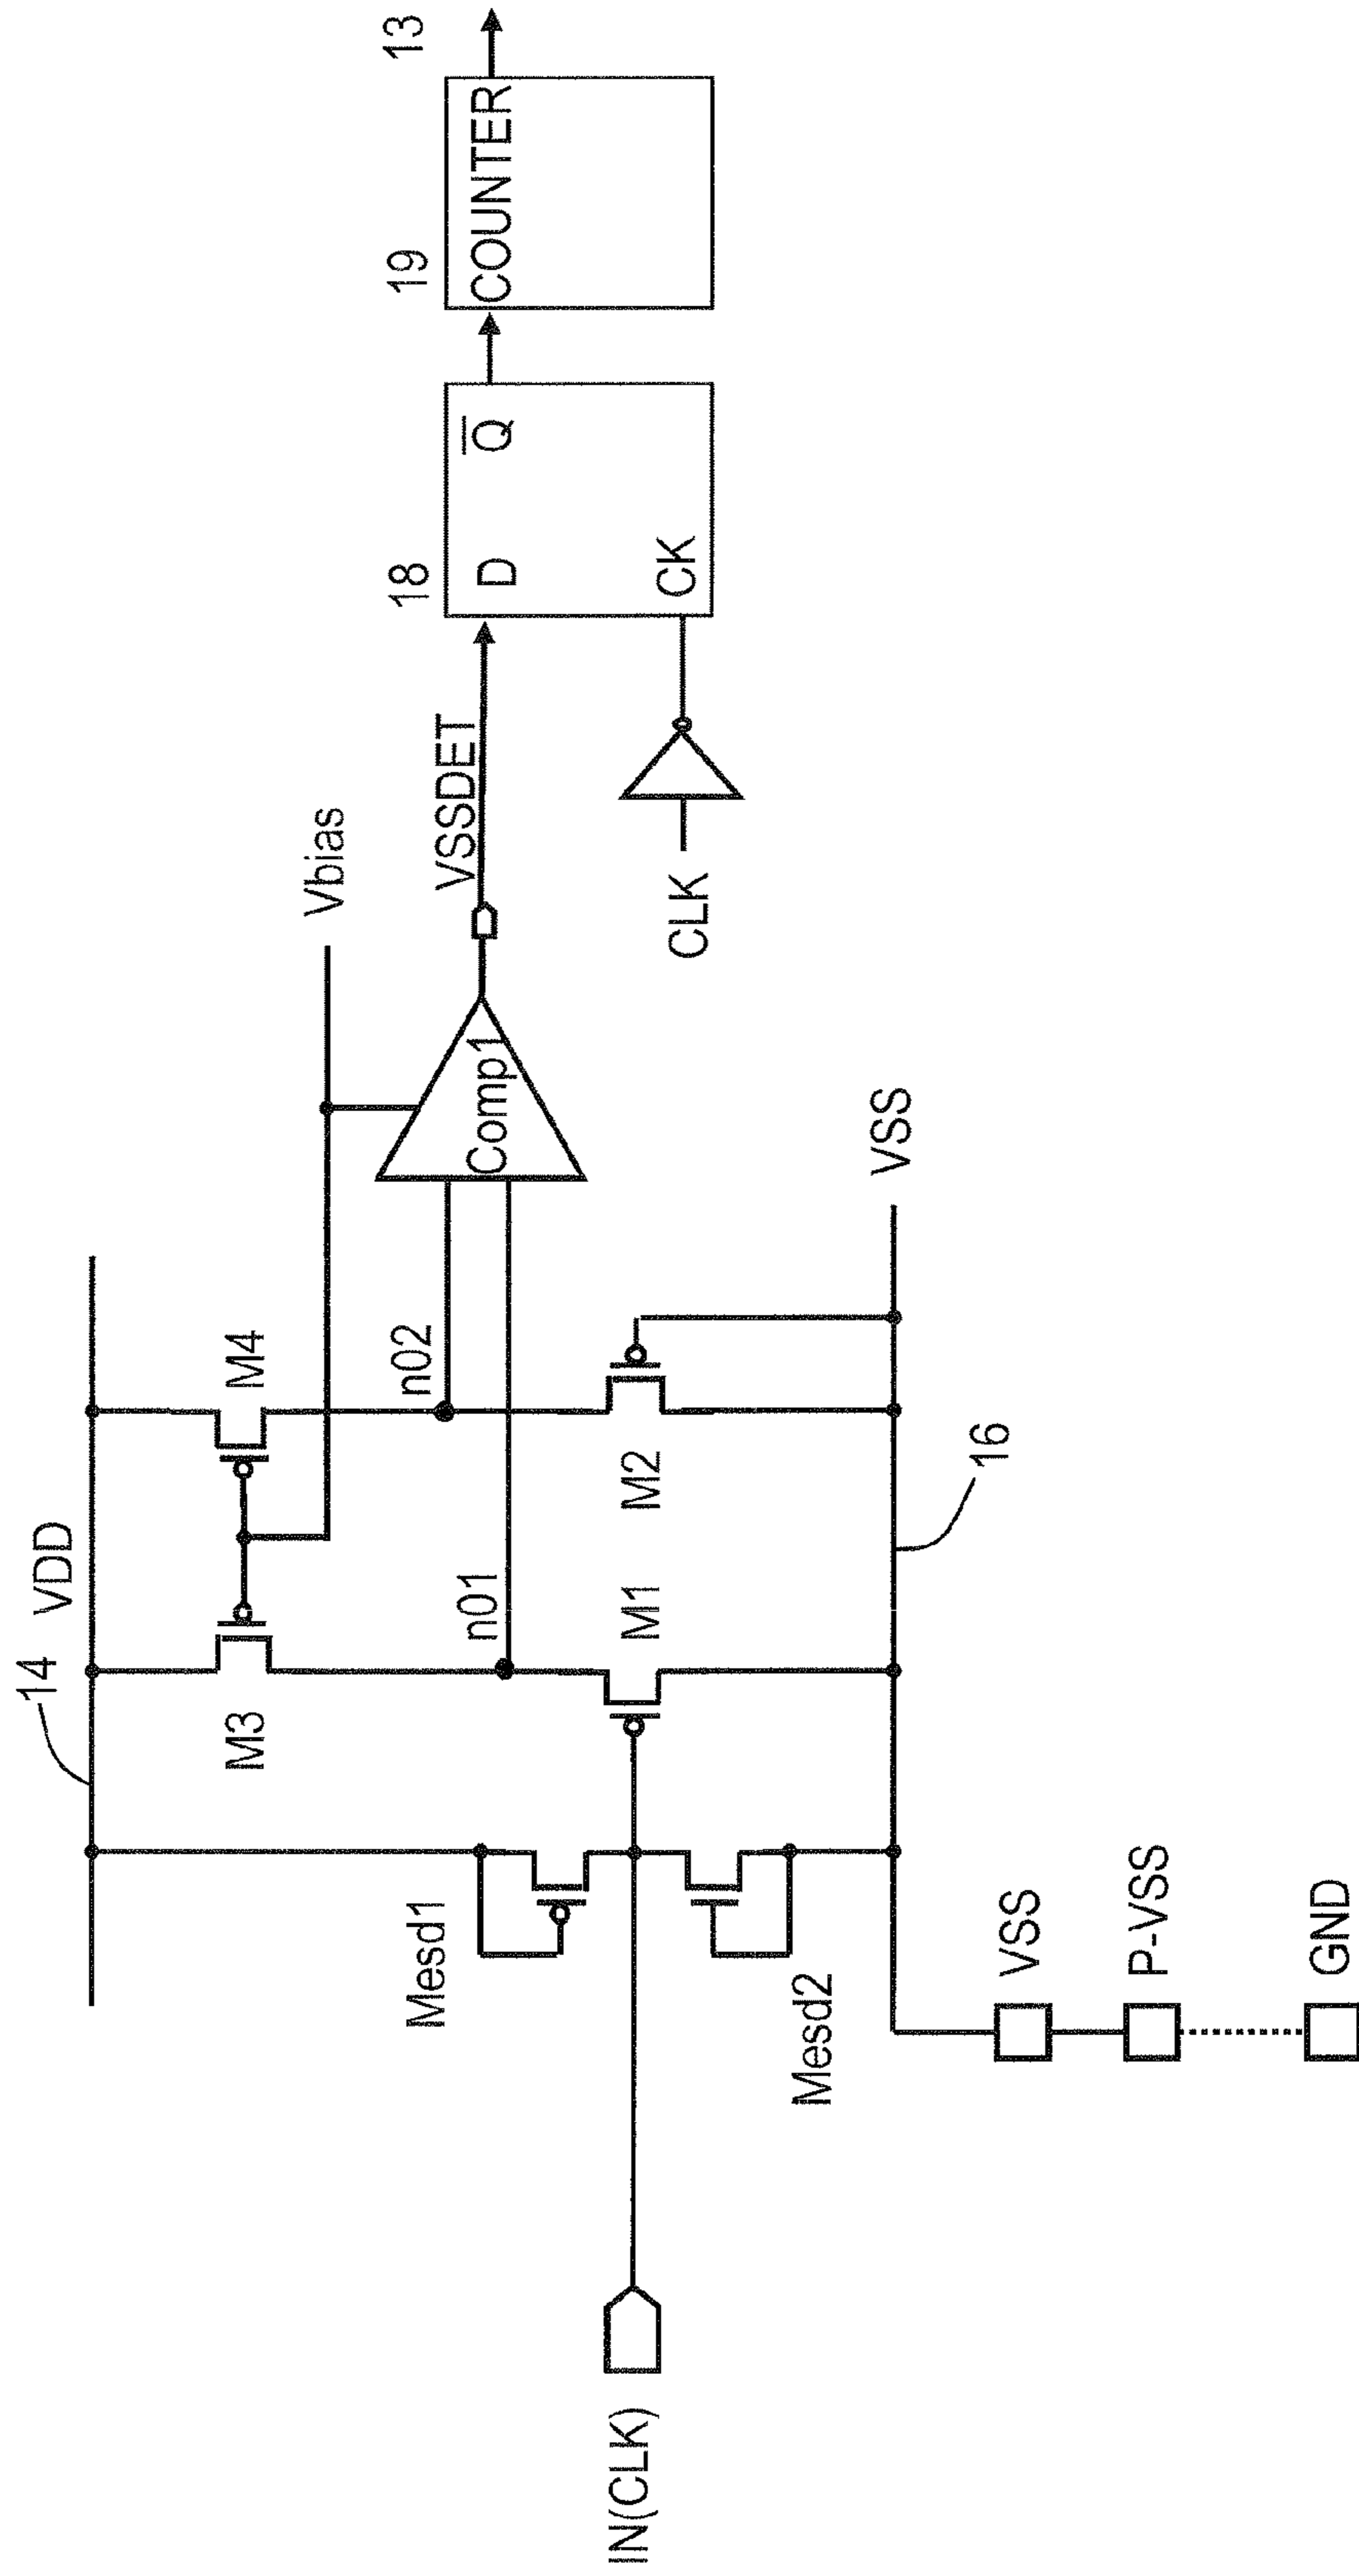 14
VDD
M3
M4
Vbias
n01
n02
Mesd1
Mesd2
M1
M2
IN(CLK)
Comp1
VSSDET
18
D
Q̅
CK
CLK
19
COUNTER
13
16
VSS
VSS
P-VSS
GND